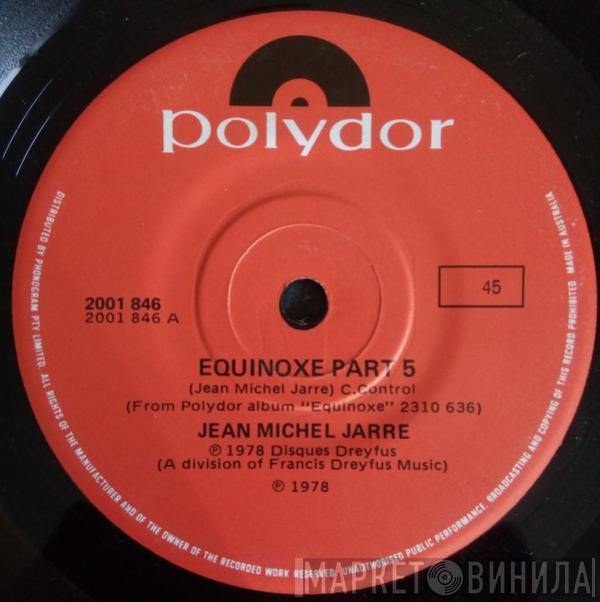 polydor
2001 846
2001 846 A
45
EQUINOXE PART 5
(Jean Michel Jarre) C.Control
(From Polydor album "Equinoxe" 2310 636)
JEAN MICHEL JARRE
℗ 1978 Disques Dreyfus
(A division of Francis Dreyfus Music)
℗ 1978
DISTRIBUTED BY PHONOGRAM PTY LIMITED. ALL RIGHTS OF THE MANUFACTURER AND OF THE OWNER OF THE RECORDED WORK RESERVED. UNAUTHORISED PUBLIC PERFORMANCE, BROADCASTING AND COPYING OF THIS RECORD PROHIBITED MADE IN AUSTRALIA
МАРКЕТ ВИНИЛА